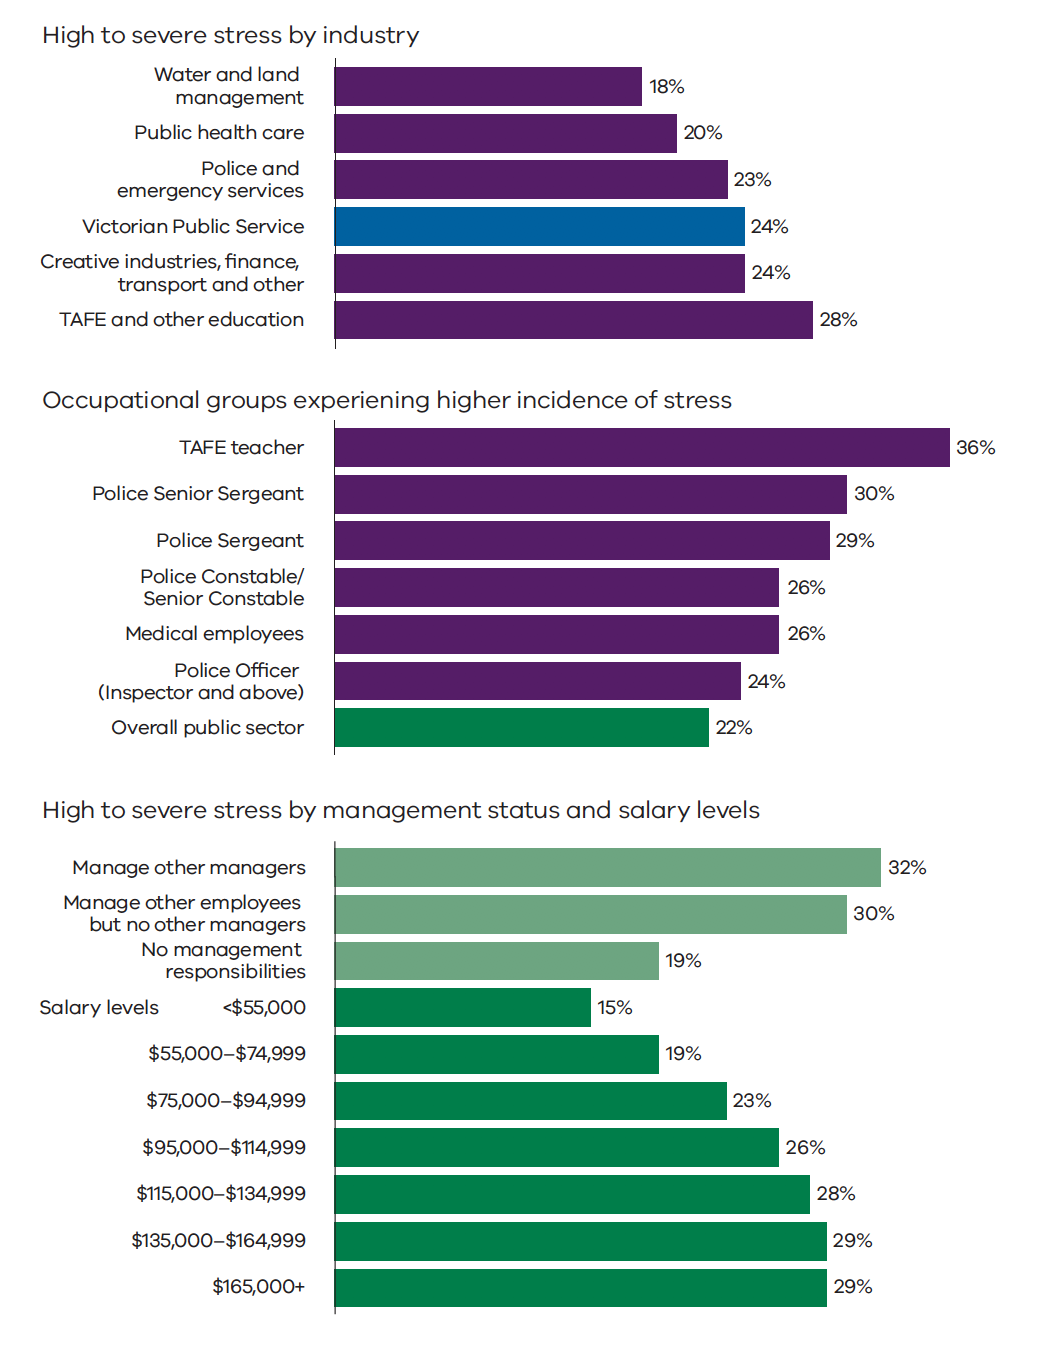 High to severe stress by industry
Water and land
management
18%
Public health care
20%
Police and
emergency services
23%
Victorian Public Service
24%
Creative industries, finance,
transport and other
24%
TAFE and other education
28%
Occupational groups experiening higher incidence of stress
TAFE teacher
36%
Police Senior Sergeant
30%
Police Sergeant
29%
Police Constable/
Senior Constable
26%
Medical employees
26%
Police Officer
(Inspector and above)
24%
Overall public sector
22%
High to severe stress by management status and salary levels
Manage other managers
32%
Manage other employees
but no other managers
30%
No management
responsibilities
19%
Salary levels <$55,000
15%
$55,000–$74,999
19%
$75,000–$94,999
23%
$95,000–$114,999
26%
$115,000–$134,999
28%
$135,000–$164,999
29%
$165,000+
29%